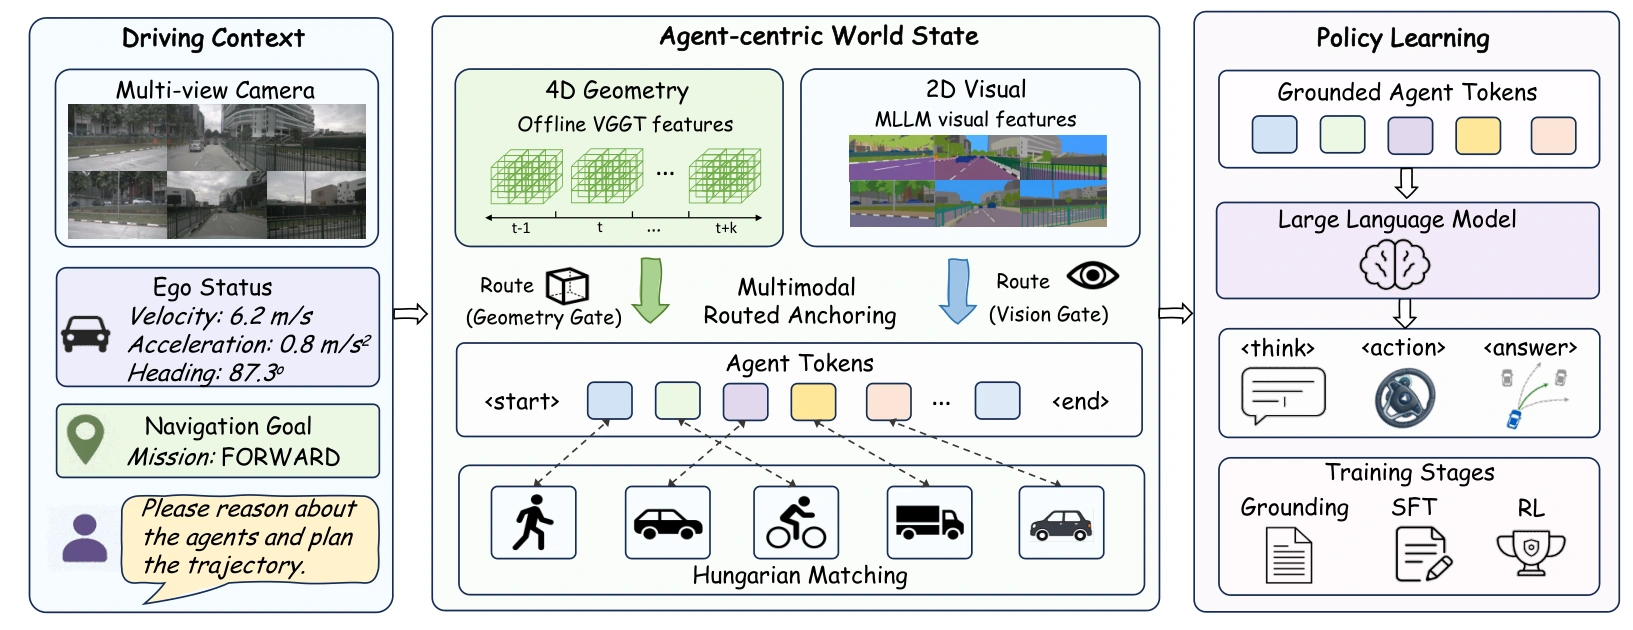 Driving Context
Multi-view Camera
Ego Status
Velocity: 6.2 m/s
Acceleration: 0.8 m/s²
Heading: 87.3°
Navigation Goal
Mission: FORWARD
Please reason about
the agents and plan
the trajectory.
Agent-centric World State
4D Geometry
Offline VGGT features
...
t-1 t ... t+k
2D Visual
MLLM visual features
Route
(Geometry Gate)
Multimodal
Routed Anchoring
Route
(Vision Gate)
Agent Tokens
<start> ... <end>
Hungarian Matching
Policy Learning
Grounded Agent Tokens
Large Language Model
<think> <action> <answer>
Training Stages
Grounding SFT RL